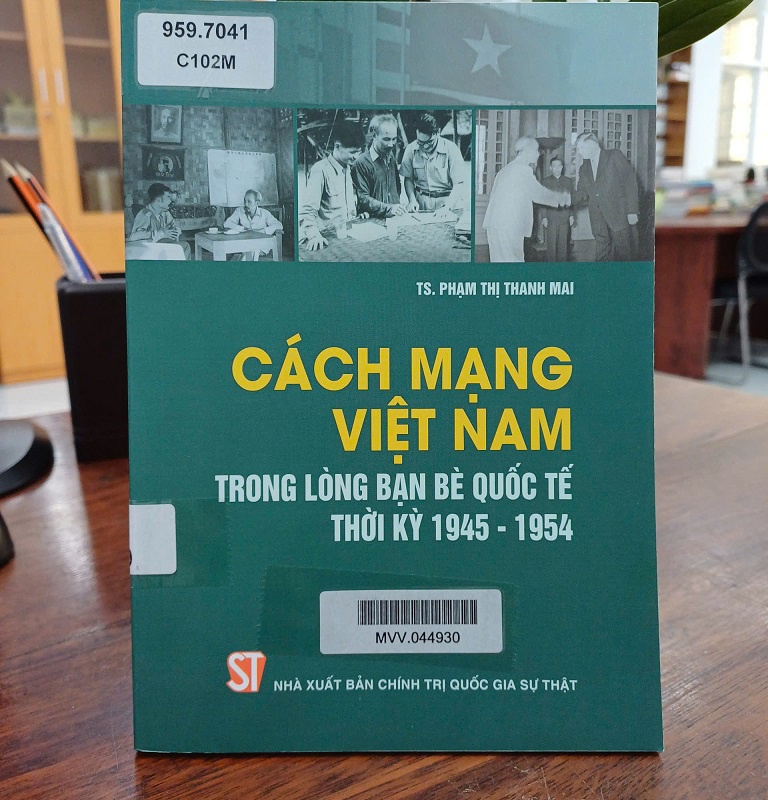 959.7041
C102M
TS. PHẠM THỊ THANH MAI
CÁCH MẠNG
VIỆT NAM
TRONG LÒNG BẠN BÈ QUỐC TẾ
THỜI KỲ 1945 - 1954
MVV.044930
ST
NHÀ XUẤT BẢN CHÍNH TRỊ QUỐC GIA SỰ THẬT